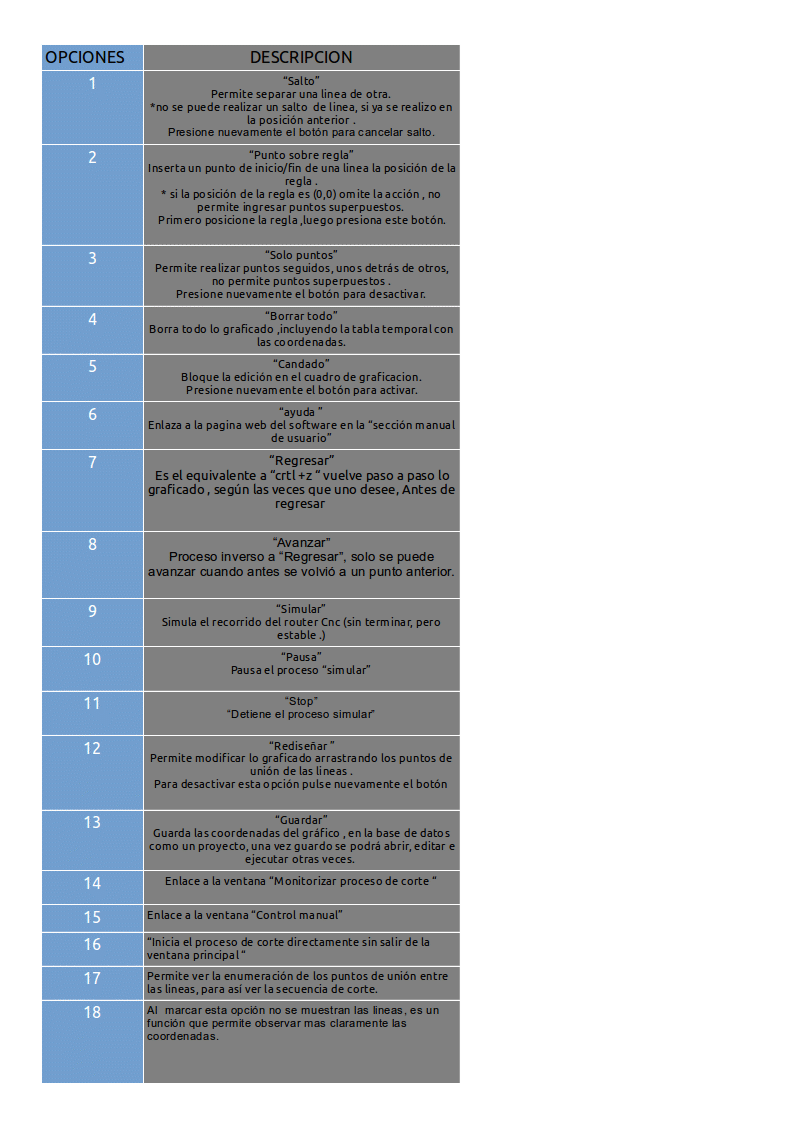 OPCIONES DESCRIPCION
1 “Salto”
Permite separar una linea de otra.
*no se puede realizar un salto de linea, si ya se realizo en
la posición anterior .
Presione nuevamente el botón para cancelar salto.
2 “Punto sobre regla”
Inserta un punto de inicio/fin de una linea la posición de la
regla .
* si la posición de la regla es (0,0) omite la acción , no
permite ingresar puntos superpuestos.
Primero posicione la regla ,luego presiona este botón.
3 “Solo puntos”
Permite realizar puntos seguidos, unos detrás de otros,
no permite puntos superpuestos .
Presione nuevamente el botón para desactivar.
4 “Borrar todo”
Borra todo lo graficado ,incluyendo la tabla temporal con
las coordenadas.
5 “Candado”
Bloque la edición en el cuadro de graficacion.
Presione nuevamente el botón para activar.
6 “ayuda ”
Enlaza a la pagina web del software en la “sección manual
de usuario”
7 “Regresar”
Es el equivalente a “crtl +z “ vuelve paso a paso lo
graficado , según las veces que uno desee, Antes de
regresar
8 “Avanzar”
Proceso inverso a “Regresar”, solo se puede
avanzar cuando antes se volvió a un punto anterior.
9 “Simular”
Simula el recorrido del router Cnc (sin terminar, pero
estable .)
10 “Pausa”
Pausa el proceso “simular”
11 “Stop”
“Detiene el proceso simular”
12 “Rediseñar ”
Permite modificar lo graficado arrastrando los puntos de
unión de las lineas .
Para desactivar esta opción pulse nuevamente el botón
13 “Guardar”
Guarda las coordenadas del gráfico , en la base de datos
como un proyecto, una vez guardo se podrá abrir, editar e
ejecutar otras veces.
14 Enlace a la ventana “Monitorizar proceso de corte “
15 Enlace a la ventana “Control manual”
16 “Inicia el proceso de corte directamente sin salir de la
ventana principal “
17 Permite ver la enumeración de los puntos de unión entre
las lineas, para así ver la secuencia de corte.
18 Al marcar esta opción no se muestran las lineas, es un
función que permite observar mas claramente las
coordenadas.